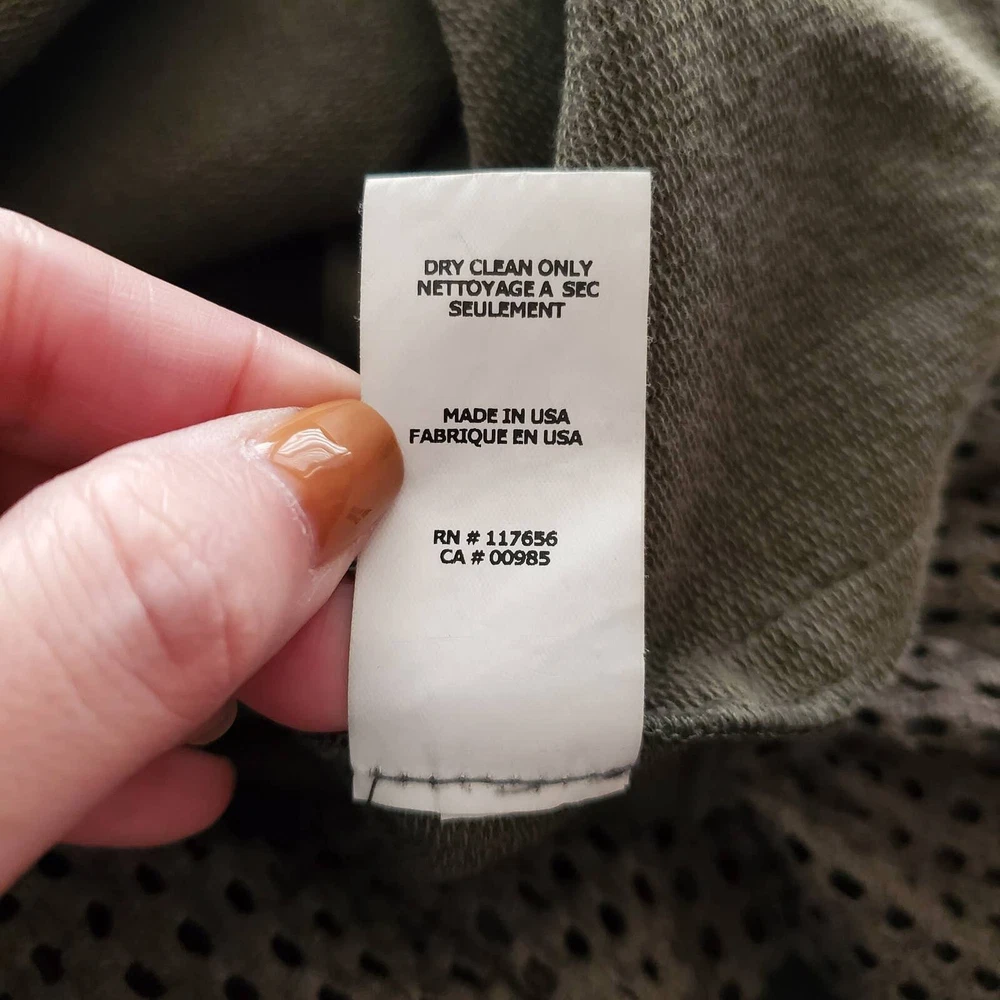 DRY CLEAN ONLY
NETTOYAGE A SEC
SEULEMENT
MADE IN USA
FABRIQUE EN USA
RN # 117656
CA # 00985